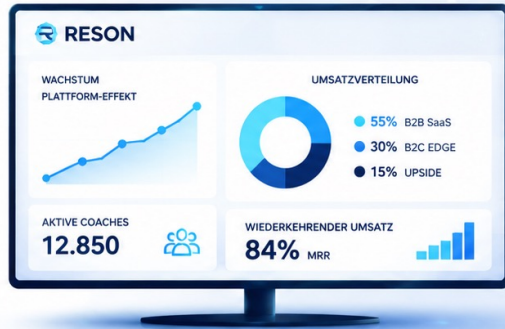 RESON
WACHSTUM
PLATTFORM-EFFEKT
UMSATZVERTEILUNG
55% B2B SaaS
30% B2C EDGE
15% UPSIDE
AKTIVE COACHES
12.850
WIEDERKEHRENDER UMSATZ
84% MRR